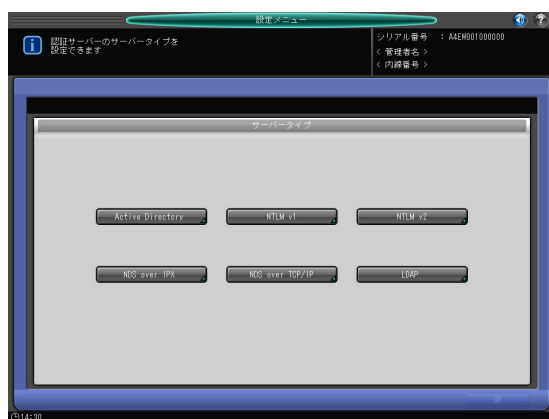 設定メニュー
認証サーバーのサーバータイプを
設定できます
シリアル番号 : A4EM001000000
< 管理者名 >
< 内線番号 >
サーバータイプ
Active Directory
NTLM v1
NTLM v2
NDS over IPX
NDS over TCP/IP
LDAP
OK
14:30